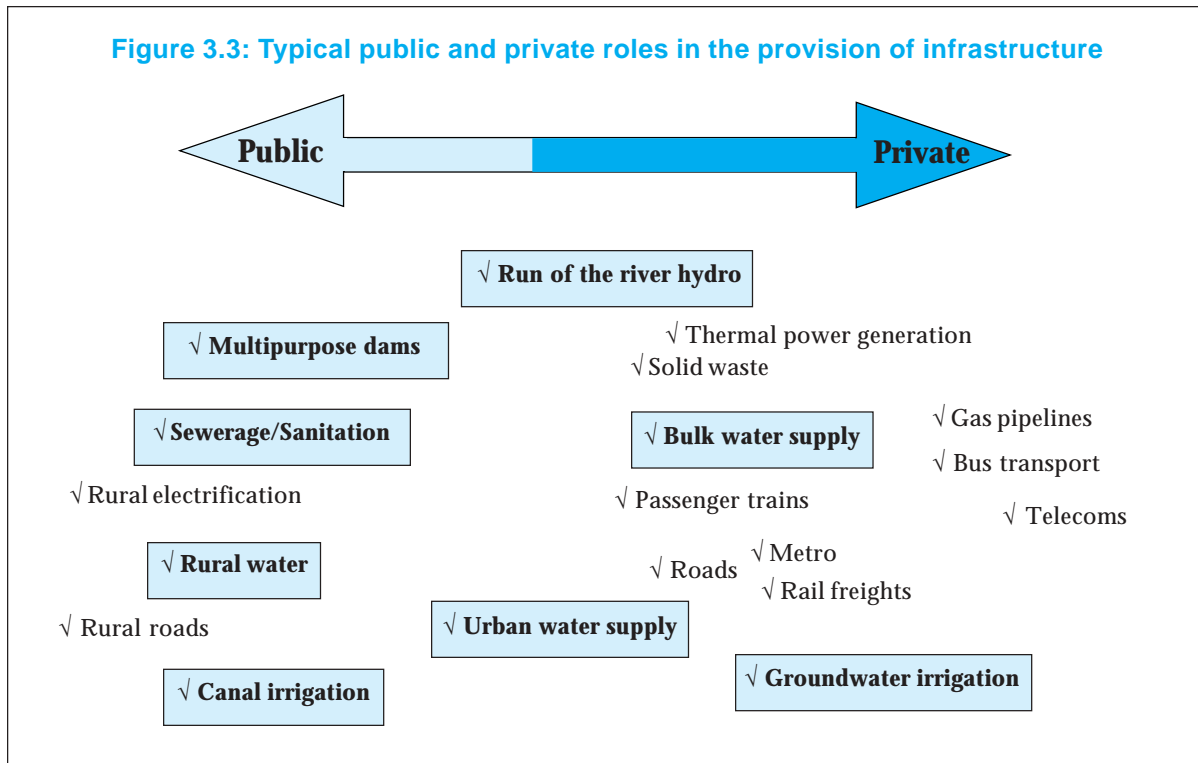 Figure 3.3: Typical public and private roles in the provision of infrastructure
Public
Private
√ Run of the river hydro
√ Multipurpose dams
√ Thermal power generation
√ Solid waste
√ Sewerage/Sanitation
√ Bulk water supply
√ Gas pipelines
√ Bus transport
√ Rural electrification
√ Passenger trains
√ Telecoms
√ Rural water
√ Metro
√ Roads
√ Rail freights
√ Rural roads
√ Urban water supply
√ Canal irrigation
√ Groundwater irrigation